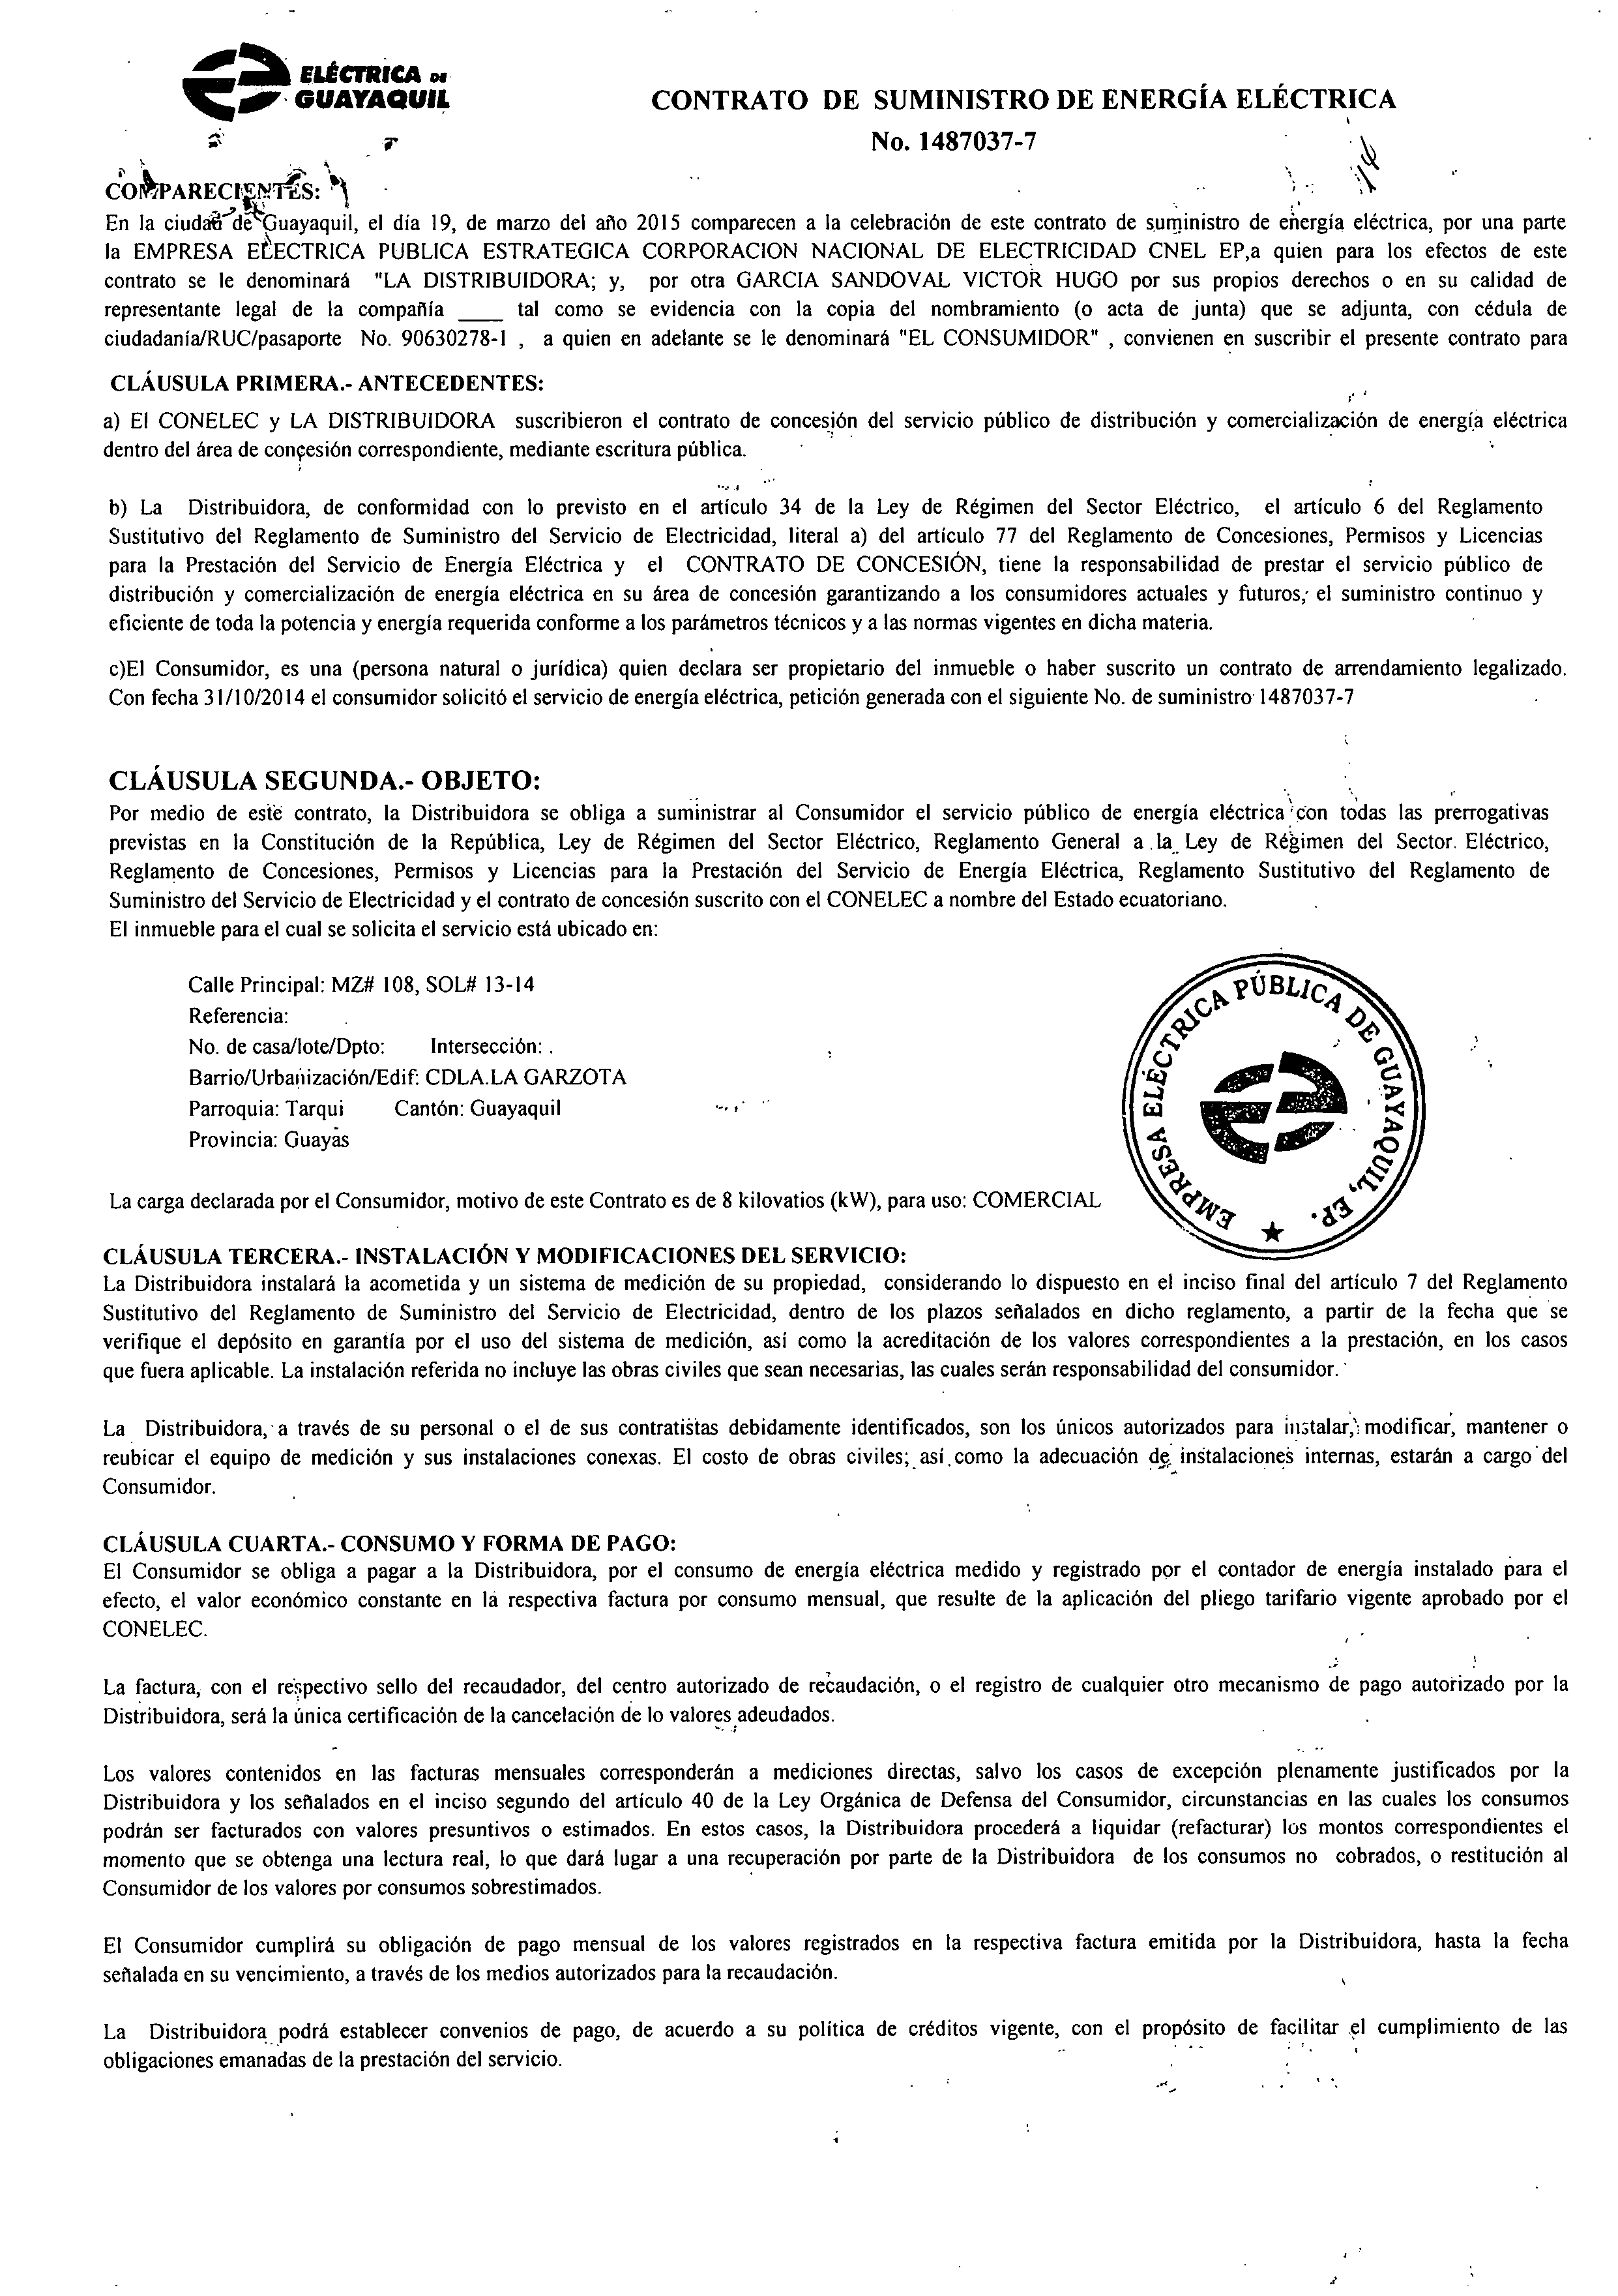 ELÉCTRICA DE
GUAYAQUIL
CONTRATO DE SUMINISTRO DE ENERGÍA ELÉCTRICA
No. 1487037-7
COMPARECIENTES:
En la ciudad de Guayaquil, el día 19, de marzo del año 2015 comparecen a la celebración de este contrato de suministro de energía eléctrica, por una parte
la EMPRESA ELECTRICA PUBLICA ESTRATEGICA CORPORACION NACIONAL DE ELECTRICIDAD CNEL EP,a quien para los efectos de este
contrato se le denominará "LA DISTRIBUIDORA; y, por otra GARCIA SANDOVAL VICTOR HUGO por sus propios derechos o en su calidad de
representante legal de la compañía ____ tal como se evidencia con la copia del nombramiento (o acta de junta) que se adjunta, con cédula de
ciudadanía/RUC/pasaporte No. 90630278-1 , a quien en adelante se le denominará "EL CONSUMIDOR" , convienen en suscribir el presente contrato para
CLÁUSULA PRIMERA.- ANTECEDENTES:
a) El CONELEC y LA DISTRIBUIDORA suscribieron el contrato de concesión del servicio público de distribución y comercialización de energía eléctrica
dentro del área de concesión correspondiente, mediante escritura pública.
b) La Distribuidora, de conformidad con lo previsto en el artículo 34 de la Ley de Régimen del Sector Eléctrico, el artículo 6 del Reglamento
Sustitutivo del Reglamento de Suministro del Servicio de Electricidad, literal a) del artículo 77 del Reglamento de Concesiones, Permisos y Licencias
para la Prestación del Servicio de Energía Eléctrica y el CONTRATO DE CONCESIÓN, tiene la responsabilidad de prestar el servicio público de
distribución y comercialización de energía eléctrica en su área de concesión garantizando a los consumidores actuales y futuros, el suministro continuo y
eficiente de toda la potencia y energía requerida conforme a los parámetros técnicos y a las normas vigentes en dicha materia.
c)El Consumidor, es una (persona natural o jurídica) quien declara ser propietario del inmueble o haber suscrito un contrato de arrendamiento legalizado.
Con fecha 31/10/2014 el consumidor solicitó el servicio de energía eléctrica, petición generada con el siguiente No. de suministro 1487037-7
CLÁUSULA SEGUNDA.- OBJETO:
Por medio de este contrato, la Distribuidora se obliga a suministrar al Consumidor el servicio público de energía eléctrica con todas las prerrogativas
previstas en la Constitución de la República, Ley de Régimen del Sector Eléctrico, Reglamento General a la Ley de Régimen del Sector Eléctrico,
Reglamento de Concesiones, Permisos y Licencias para la Prestación del Servicio de Energía Eléctrica, Reglamento Sustitutivo del Reglamento de
Suministro del Servicio de Electricidad y el contrato de concesión suscrito con el CONELEC a nombre del Estado ecuatoriano.
El inmueble para el cual se solicita el servicio está ubicado en:
Calle Principal: MZ# 108, SOL# 13-14
Referencia:
No. de casa/lote/Dpto: Intersección: .
Barrio/Urbanización/Edif: CDLA.LA GARZOTA
Parroquia: Tarqui Cantón: Guayaquil
Provincia: Guayas
EMPRESA ELÉCTRICA PÚBLICA DE GUAYAQUIL, EP. ★
La carga declarada por el Consumidor, motivo de este Contrato es de 8 kilovatios (kW), para uso: COMERCIAL
CLÁUSULA TERCERA.- INSTALACIÓN Y MODIFICACIONES DEL SERVICIO:
La Distribuidora instalará la acometida y un sistema de medición de su propiedad, considerando lo dispuesto en el inciso final del artículo 7 del Reglamento
Sustitutivo del Reglamento de Suministro del Servicio de Electricidad, dentro de los plazos señalados en dicho reglamento, a partir de la fecha que se
verifique el depósito en garantía por el uso del sistema de medición, así como la acreditación de los valores correspondientes a la prestación, en los casos
que fuera aplicable. La instalación referida no incluye las obras civiles que sean necesarias, las cuales serán responsabilidad del consumidor.
La Distribuidora, a través de su personal o el de sus contratistas debidamente identificados, son los únicos autorizados para instalar, modificar, mantener o
reubicar el equipo de medición y sus instalaciones conexas. El costo de obras civiles; así como la adecuación de instalaciones internas, estarán a cargo del
Consumidor.
CLÁUSULA CUARTA.- CONSUMO Y FORMA DE PAGO:
El Consumidor se obliga a pagar a la Distribuidora, por el consumo de energía eléctrica medido y registrado por el contador de energía instalado para el
efecto, el valor económico constante en la respectiva factura por consumo mensual, que resulte de la aplicación del pliego tarifario vigente aprobado por el
CONELEC.
La factura, con el respectivo sello del recaudador, del centro autorizado de recaudación, o el registro de cualquier otro mecanismo de pago autorizado por la
Distribuidora, será la única certificación de la cancelación de lo valores adeudados.
Los valores contenidos en las facturas mensuales corresponderán a mediciones directas, salvo los casos de excepción plenamente justificados por la
Distribuidora y los señalados en el inciso segundo del artículo 40 de la Ley Orgánica de Defensa del Consumidor, circunstancias en las cuales los consumos
podrán ser facturados con valores presuntivos o estimados. En estos casos, la Distribuidora procederá a liquidar (refacturar) los montos correspondientes el
momento que se obtenga una lectura real, lo que dará lugar a una recuperación por parte de la Distribuidora de los consumos no cobrados, o restitución al
Consumidor de los valores por consumos sobrestimados.
El Consumidor cumplirá su obligación de pago mensual de los valores registrados en la respectiva factura emitida por la Distribuidora, hasta la fecha
señalada en su vencimiento, a través de los medios autorizados para la recaudación.
La Distribuidora podrá establecer convenios de pago, de acuerdo a su política de créditos vigente, con el propósito de facilitar el cumplimiento de las
obligaciones emanadas de la prestación del servicio.